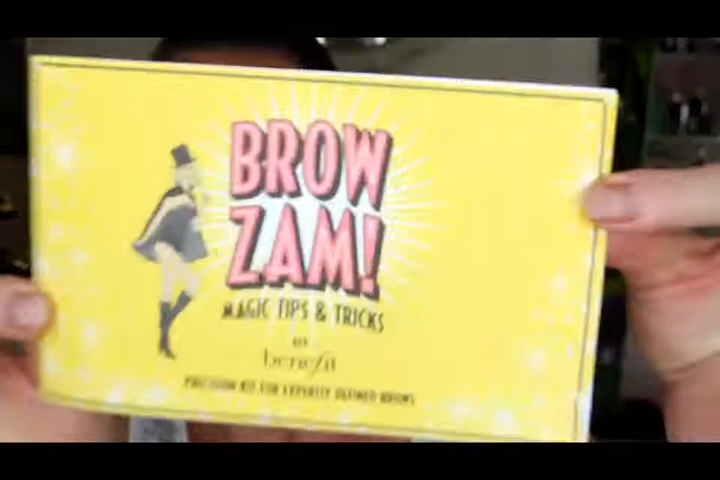 BROW
ZAM!
MAGIC TIPS & TRICKS
BY
benefit
PRECISION KIT FOR EXPERTLY DEFINED BROWS